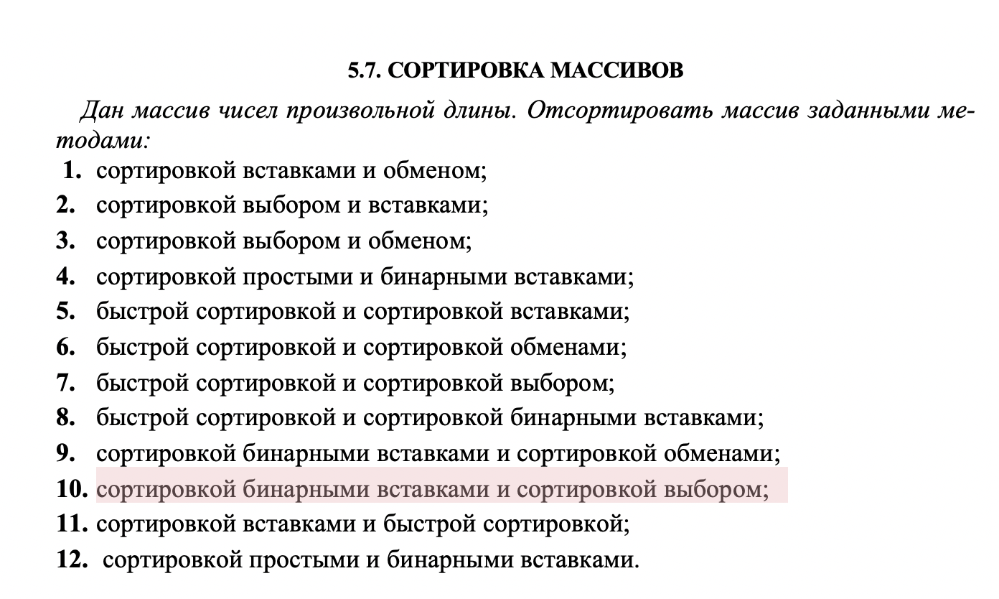 5.7. СОРТИРОВКА МАССИВОВ
Дан массив чисел произвольной длины. Отсортировать массив заданными ме-
тодами:
1. сортировкой вставками и обменом;
2. сортировкой выбором и вставками;
3. сортировкой выбором и обменом;
4. сортировкой простыми и бинарными вставками;
5. быстрой сортировкой и сортировкой вставками;
6. быстрой сортировкой и сортировкой обменами;
7. быстрой сортировкой и сортировкой выбором;
8. быстрой сортировкой и сортировкой бинарными вставками;
9. сортировкой бинарными вставками и сортировкой обменами;
10. сортировкой бинарными вставками и сортировкой выбором;
11. сортировкой вставками и быстрой сортировкой;
12. сортировкой простыми и бинарными вставками.